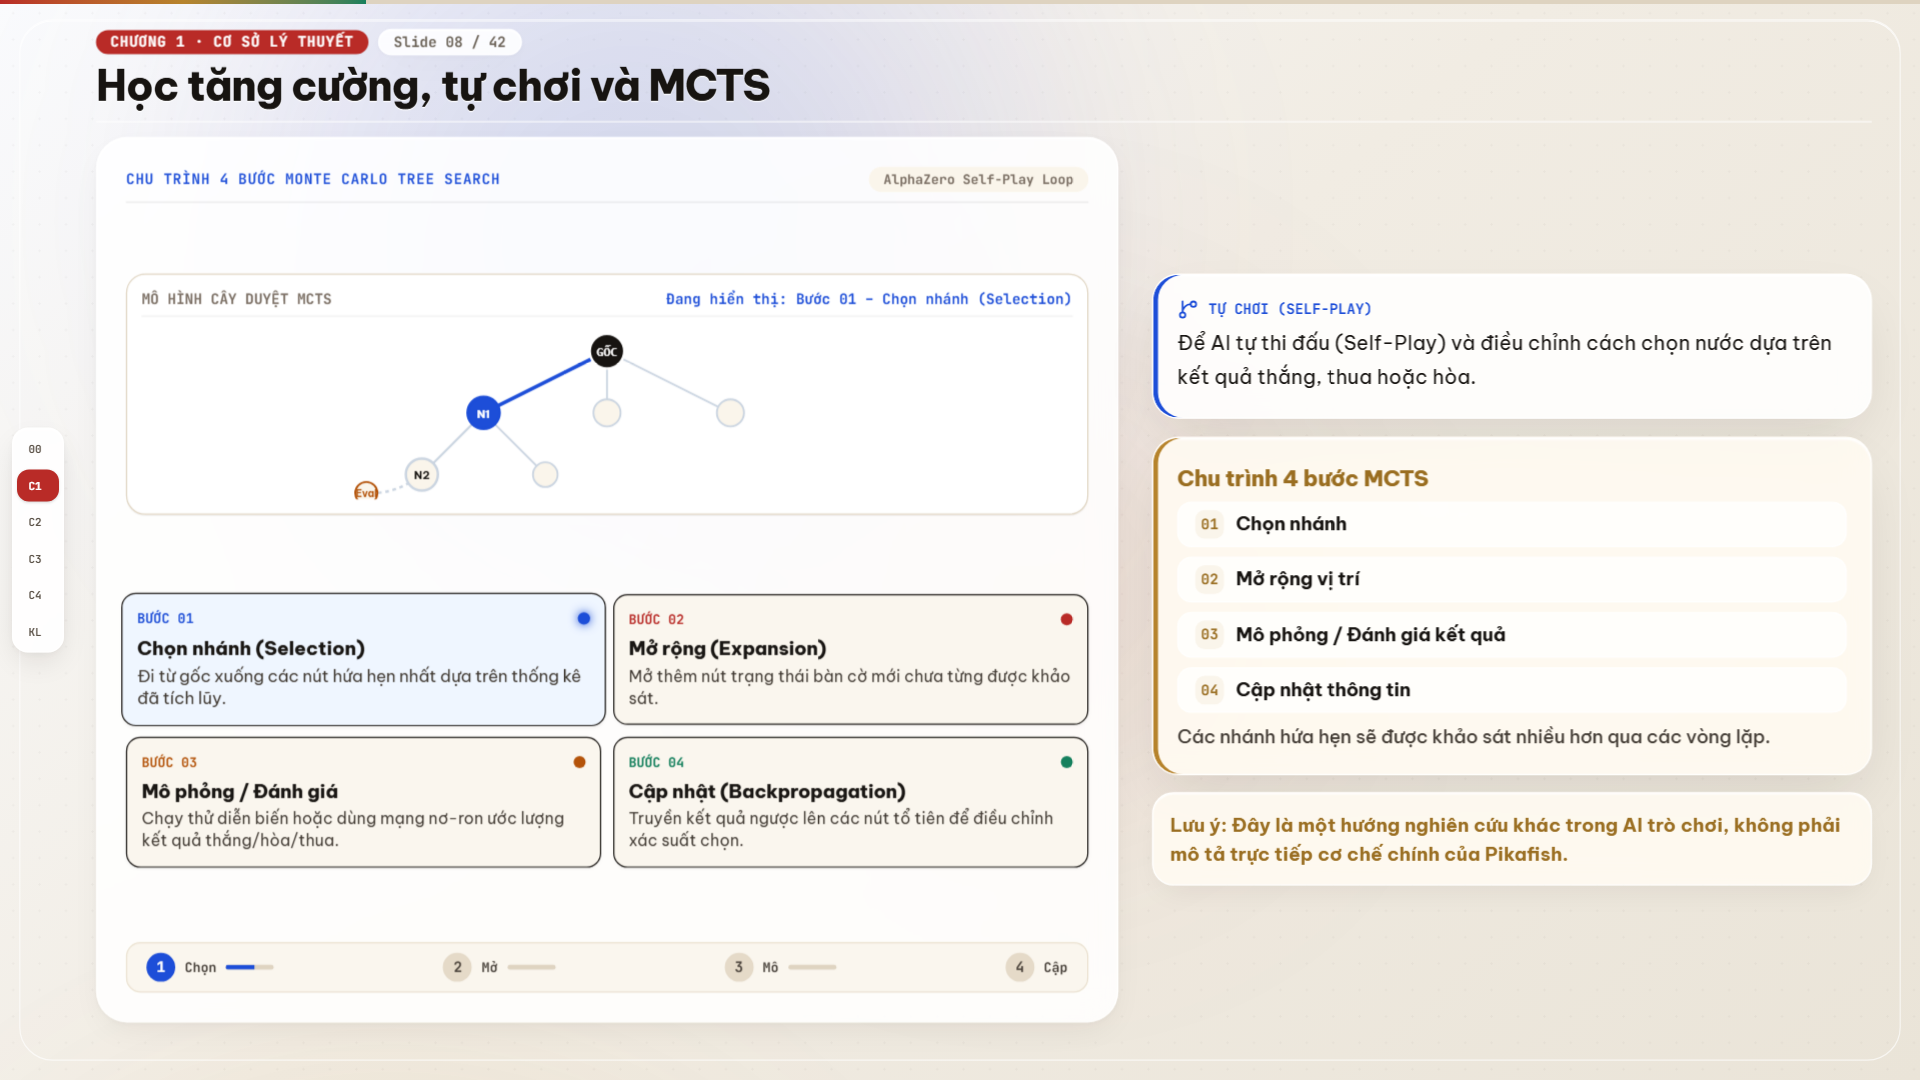 CHƯƠNG 1 · CƠ SỞ LÝ THUYẾT
Slide 08 / 42
Học tăng cường, tự chơi và MCTS
00
C1
C2
C3
C4
KL
CHU TRÌNH 4 BƯỚC MONTE CARLO TREE SEARCH
AlphaZero Self-Play Loop
MÔ HÌNH CÂY DUYỆT MCTS
Đang hiển thị: Bước 01 – Chọn nhánh (Selection)
GỐC
N1
N2
Eval
BƯỚC 01
Chọn nhánh (Selection)
Đi từ gốc xuống các nút hứa hẹn nhất dựa trên thống kê
đã tích lũy.
BƯỚC 02
Mở rộng (Expansion)
Mở thêm nút trạng thái bàn cờ mới chưa từng được khảo
sát.
BƯỚC 03
Mô phỏng / Đánh giá
Chạy thử diễn biến hoặc dùng mạng nơ-ron ước lượng
kết quả thắng/hòa/thua.
BƯỚC 04
Cập nhật (Backpropagation)
Truyền kết quả ngược lên các nút tổ tiên để điều chỉnh
xác suất chọn.
1 Chọn
2 Mở
3 Mô
4 Cập
TỰ CHƠI (SELF-PLAY)
Để AI tự thi đấu (Self-Play) và điều chỉnh cách chọn nước dựa trên
kết quả thắng, thua hoặc hòa.
Chu trình 4 bước MCTS
01 Chọn nhánh
02 Mở rộng vị trí
03 Mô phỏng / Đánh giá kết quả
04 Cập nhật thông tin
Các nhánh hứa hẹn sẽ được khảo sát nhiều hơn qua các vòng lặp.
Lưu ý: Đây là một hướng nghiên cứu khác trong AI trò chơi, không phải
mô tả trực tiếp cơ chế chính của Pikafish.